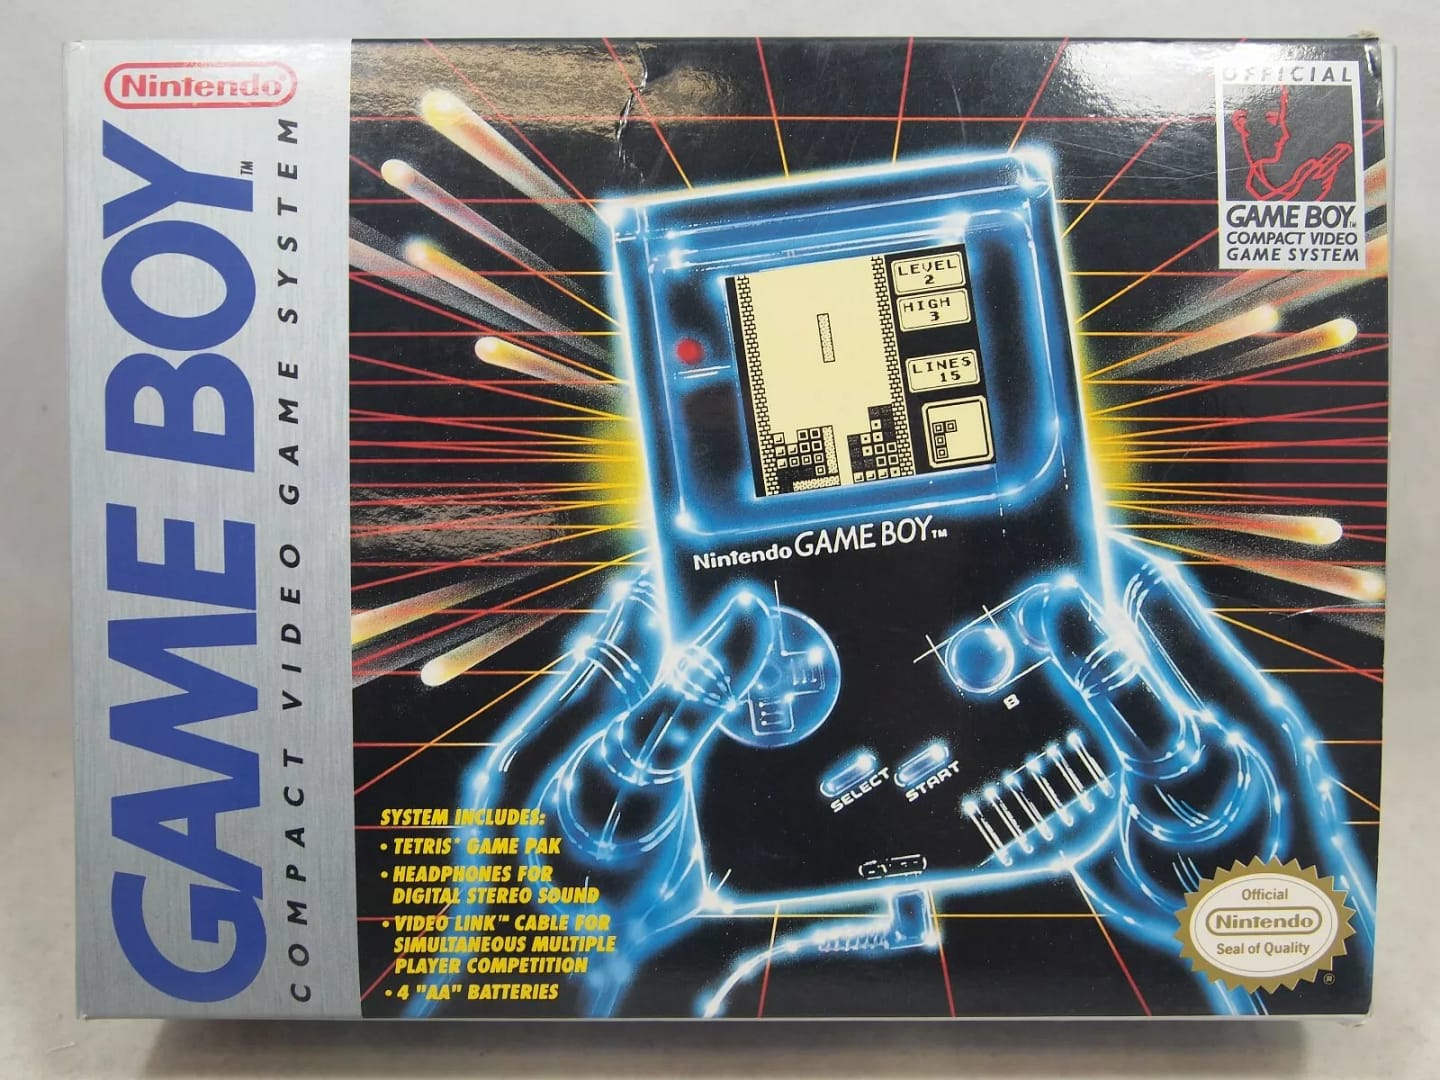 Nintendo®
GAME BOY™
COMPACT VIDEO GAME SYSTEM
OFFICIAL
GAME BOY™
COMPACT VIDEO
GAME SYSTEM
LEVEL
2
HIGH
3
LINES
15
Nintendo GAME BOY™
B
SELECT
START
SYSTEM INCLUDES:
• TETRIS® GAME PAK
• HEADPHONES FOR
DIGITAL STEREO SOUND
• VIDEO LINK™ CABLE FOR
SIMULTANEOUS MULTIPLE
PLAYER COMPETITION
• 4 "AA" BATTERIES
Official
Nintendo
Seal of Quality
®